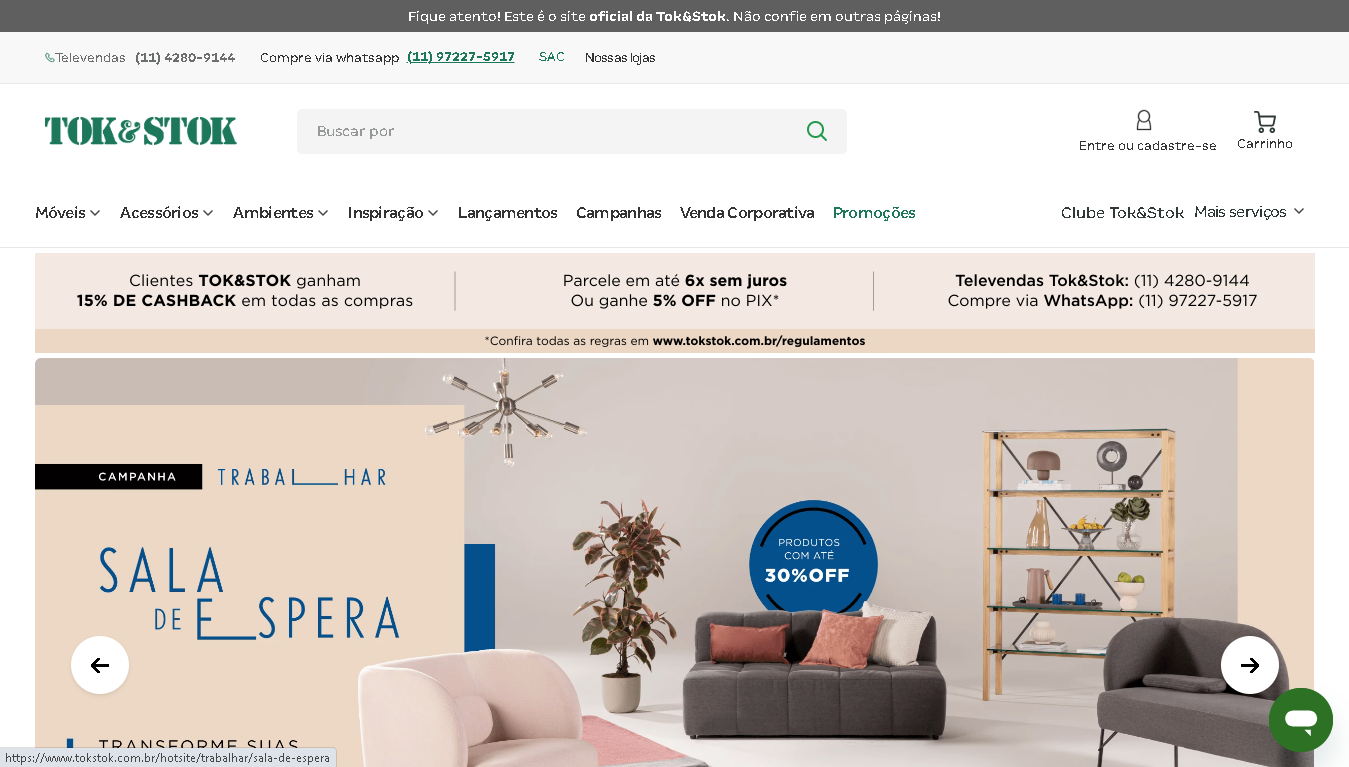 Fique atento! Este é o site oficial da Tok&Stok. Não confie em outras páginas!
Televendas (11) 4280-9144 Compre via whatsapp (11) 97227-5917 SAC Nossas lojas
TOK&STOK
Buscar por
Entre ou cadastre-se
Carrinho
Móveis Acessórios Ambientes Inspiração Lançamentos Campanhas Venda Corporativa Promoções Clube Tok&Stok Mais serviços
Clientes TOK&STOK ganham
15% DE CASHBACK em todas as compras
Parcele em até 6x sem juros
Ou ganhe 5% OFF no PIX*
Televendas Tok&Stok: (11) 4280-9144
Compre via WhatsApp: (11) 97227-5917
*Confira todas as regras em www.tokstok.com.br/regulamentos
CAMPANHA TRABALHAR
SALA
DE ESPERA
PRODUTOS
COM ATÉ
30%OFF
TRANSFORME SUAS
https://www.tokstok.com.br/hotsite/trabalhar/sala-de-espera